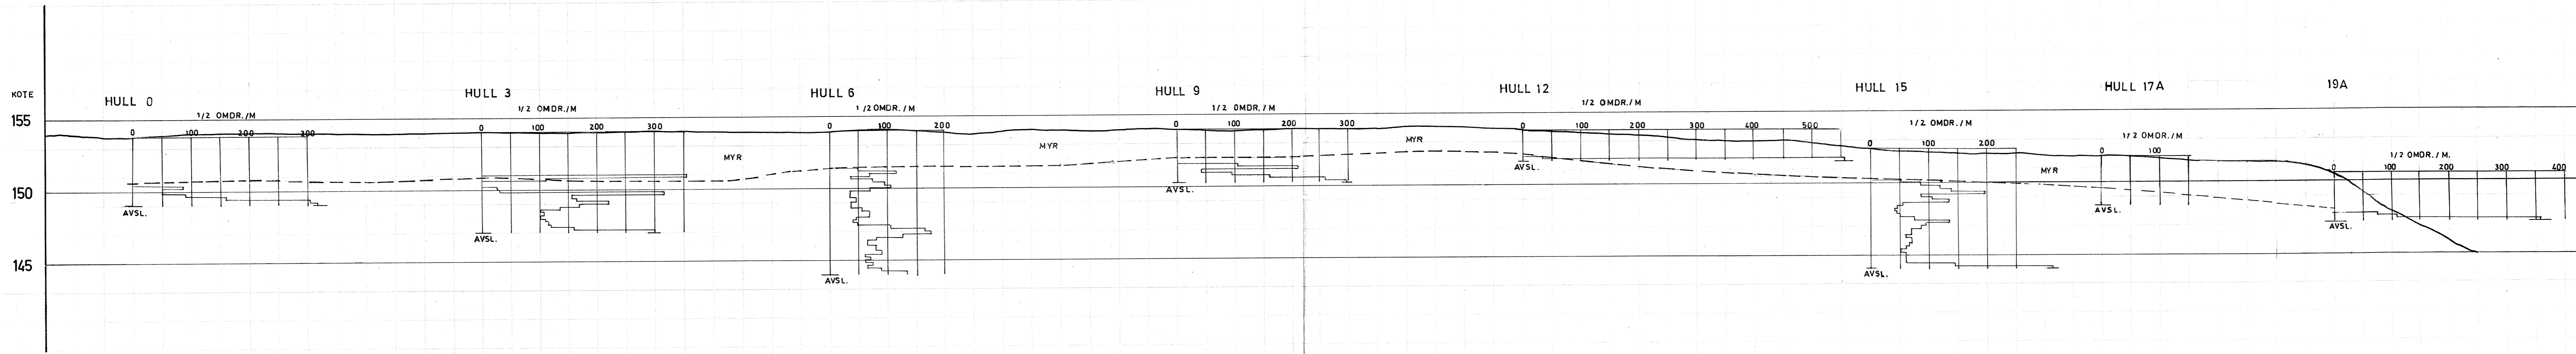 KOTE
155
150
145
HULL 0
1/2 OMDR./M
0 100 200 300
AVSL.
HULL 3
1/2 OMDR./M
0 100 200 300
AVSL.
MYR
HULL 6
1/2 OMDR./M
0 100 200
AVSL.
MYR
HULL 9
1/2 OMDR./M
0 100 200 300
AVSL.
MYR
HULL 12
1/2 OMDR./M
0 100 200 300 400 500
AVSL.
HULL 15
1/2 OMDR./M
0 100 200
AVSL.
MYR
HULL 17A
1/2 OMDR./M
0 100
AVSL.
19A
1/2 OMDR./M.
0 100 200 300 400
AVSL.